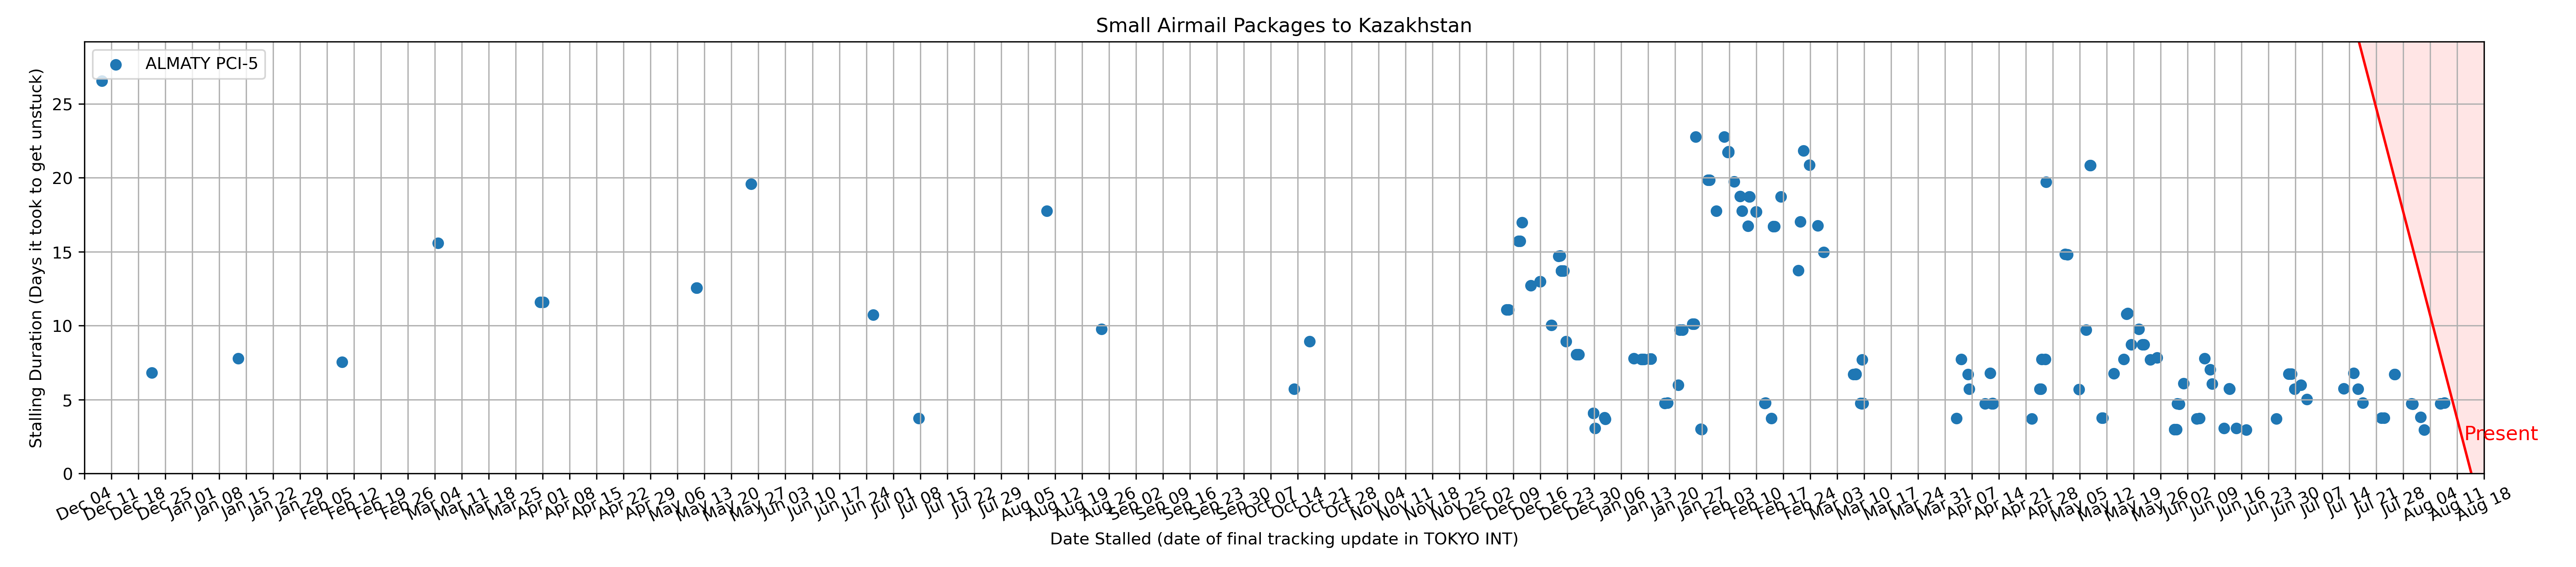 Small Airmail Packages to Kazakhstan
ALMATY PCI-5
Stalling Duration (Days it took to get unstuck)
25
20
15
10
5
0
Present
Dec 04 Dec 11 Dec 18 Dec 25 Jan 01 Jan 08 Jan 15 Jan 22 Jan 29 Feb 05 Feb 12 Feb 19 Feb 26 Mar 04 Mar 11 Mar 18 Mar 25 Apr 01 Apr 08 Apr 15 Apr 22 Apr 29 May 06 May 13 May 20 May 27 Jun 03 Jun 10 Jun 17 Jun 24 Jul 01 Jul 08 Jul 15 Jul 22 Jul 29 Aug 05 Aug 12 Aug 19 Aug 26 Sep 02 Sep 09 Sep 16 Sep 23 Sep 30 Oct 07 Oct 14 Oct 21 Oct 28 Nov 04 Nov 11 Nov 18 Nov 25 Dec 02 Dec 09 Dec 16 Dec 23 Dec 30 Jan 06 Jan 13 Jan 20 Jan 27 Feb 03 Feb 10 Feb 17 Feb 24 Mar 03 Mar 10 Mar 17 Mar 24 Mar 31 Apr 07 Apr 14 Apr 21 Apr 28 May 05 May 12 May 19 May 26 Jun 02 Jun 09 Jun 16 Jun 23 Jun 30 Jul 07 Jul 14 Jul 21 Jul 28 Aug 04 Aug 11 Aug 18
Date Stalled (date of final tracking update in TOKYO INT)